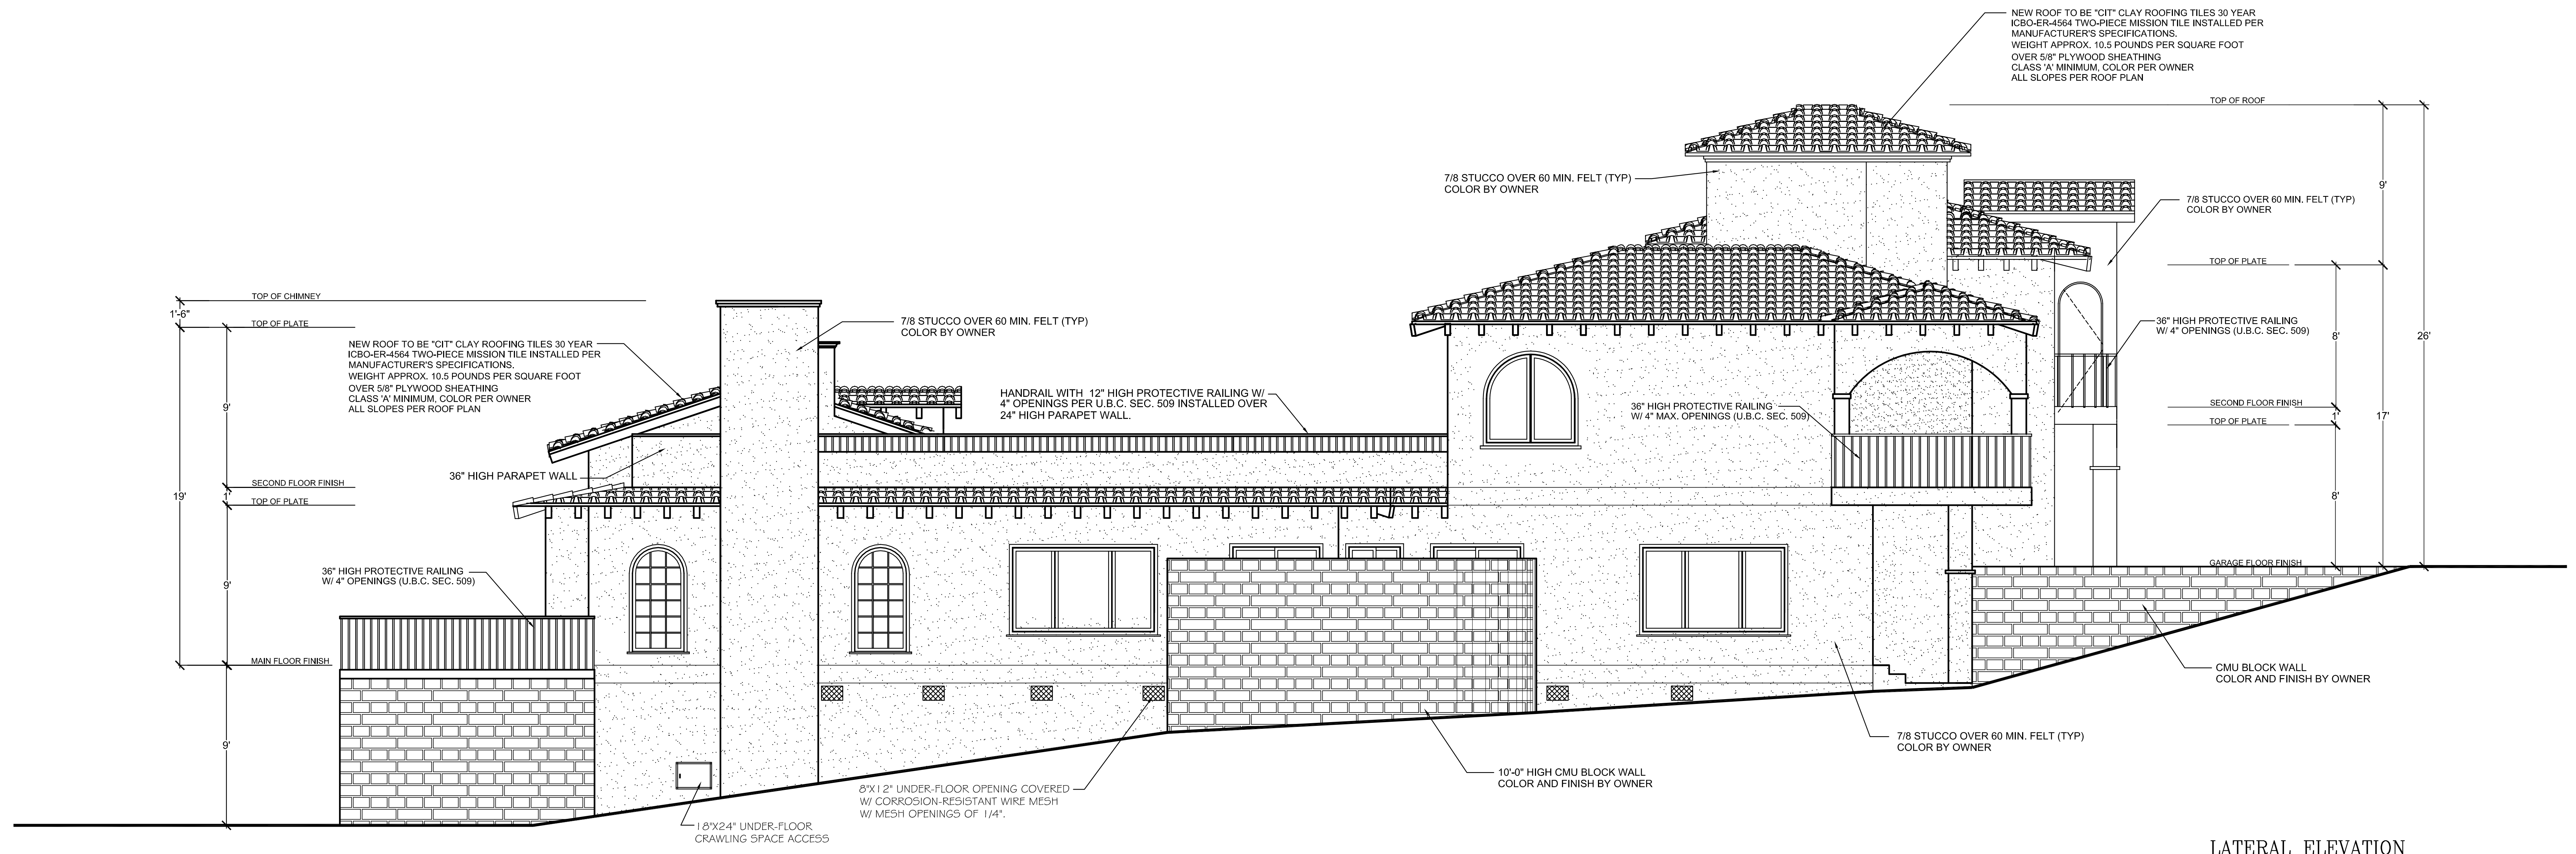 NEW ROOF TO BE "CIT" CLAY ROOFING TILES 30 YEAR
ICBO-ER-4564 TWO-PIECE MISSION TILE INSTALLED PER
MANUFACTURER'S SPECIFICATIONS.
WEIGHT APPROX. 10.5 POUNDS PER SQUARE FOOT
OVER 5/8" PLYWOOD SHEATHING
CLASS 'A' MINIMUM, COLOR PER OWNER
ALL SLOPES PER ROOF PLAN
TOP OF ROOF
7/8 STUCCO OVER 60 MIN. FELT (TYP)
COLOR BY OWNER
9'
7/8 STUCCO OVER 60 MIN. FELT (TYP)
COLOR BY OWNER
TOP OF PLATE
TOP OF CHIMNEY
1'-6"
TOP OF PLATE
7/8 STUCCO OVER 60 MIN. FELT (TYP)
COLOR BY OWNER
36" HIGH PROTECTIVE RAILING
W/ 4" OPENINGS (U.B.C. SEC. 509)
8'
26'
NEW ROOF TO BE "CIT" CLAY ROOFING TILES 30 YEAR
ICBO-ER-4564 TWO-PIECE MISSION TILE INSTALLED PER
MANUFACTURER'S SPECIFICATIONS.
WEIGHT APPROX. 10.5 POUNDS PER SQUARE FOOT
OVER 5/8" PLYWOOD SHEATHING
CLASS 'A' MINIMUM, COLOR PER OWNER
ALL SLOPES PER ROOF PLAN
9'
HANDRAIL WITH 12" HIGH PROTECTIVE RAILING W/
4" OPENINGS PER U.B.C. SEC. 509 INSTALLED OVER
24" HIGH PARAPET WALL.
36" HIGH PROTECTIVE RAILING
W/ 4" MAX. OPENINGS (U.B.C. SEC. 509)
SECOND FLOOR FINISH
1'
17'
TOP OF PLATE
36" HIGH PARAPET WALL
SECOND FLOOR FINISH
19'
1'
TOP OF PLATE
8'
36" HIGH PROTECTIVE RAILING
W/ 4" OPENINGS (U.B.C. SEC. 509)
9'
GARAGE FLOOR FINISH
MAIN FLOOR FINISH
CMU BLOCK WALL
COLOR AND FINISH BY OWNER
9'
7/8 STUCCO OVER 60 MIN. FELT (TYP)
COLOR BY OWNER
10'-0" HIGH CMU BLOCK WALL
COLOR AND FINISH BY OWNER
8"X12" UNDER-FLOOR OPENING COVERED
W/ CORROSION-RESISTANT WIRE MESH
W/ MESH OPENINGS OF 1/4".
18"X24" UNDER-FLOOR
CRAWLING SPACE ACCESS
LATERAL ELEVATION